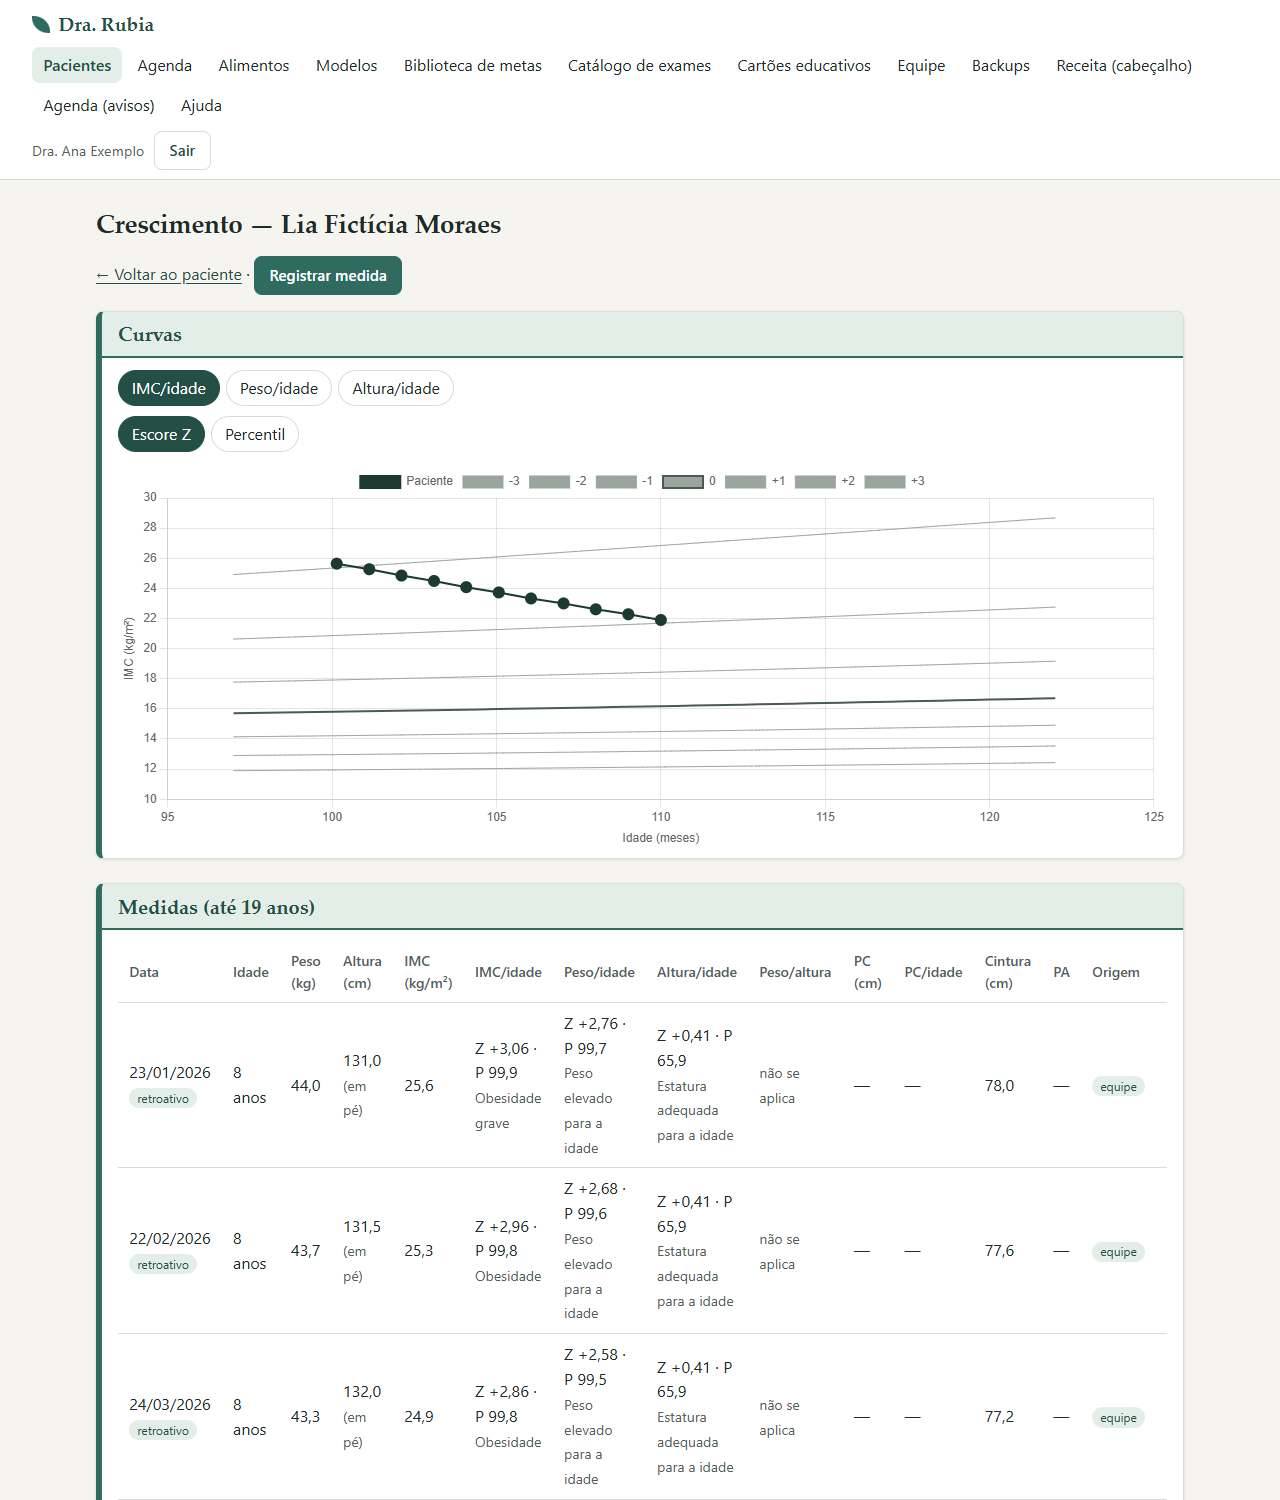 Dra. Rubia
Pacientes Agenda Alimentos Modelos Biblioteca de metas Catálogo de exames Cartões educativos Equipe Backups Receita (cabeçalho)
Agenda (avisos) Ajuda
Dra. Ana Exemplo Sair
Crescimento — Lia Fictícia Moraes
← Voltar ao paciente · Registrar medida
Curvas
IMC/idade Peso/idade Altura/idade
Escore Z Percentil
Paciente -3 -2 -1 0 +1 +2 +3
30
28
26
24
22
20
18
16
14
12
10
IMC (kg/m²)
95 100 105 110 115 120 125
Idade (meses)
Medidas (até 19 anos)
Data Idade Peso (kg) Altura (cm) IMC (kg/m²) IMC/idade Peso/idade Altura/idade Peso/altura PC (cm) PC/idade Cintura (cm) PA Origem
23/01/2026 retroativo 8 anos 44,0 131,0 (em pé) 25,6 Z +3,06 · P 99,9 Obesidade grave Z +2,76 · P 99,7 Peso elevado para a idade Z +0,41 · P 65,9 Estatura adequada para a idade não se aplica — — 78,0 — equipe
22/02/2026 retroativo 8 anos 43,7 131,5 (em pé) 25,3 Z +2,96 · P 99,8 Obesidade Z +2,68 · P 99,6 Peso elevado para a idade Z +0,41 · P 65,9 Estatura adequada para a idade não se aplica — — 77,6 — equipe
24/03/2026 retroativo 8 anos 43,3 132,0 (em pé) 24,9 Z +2,86 · P 99,8 Obesidade Z +2,58 · P 99,5 Peso elevado para a idade Z +0,41 · P 65,9 Estatura adequada para a idade não se aplica — — 77,2 — equipe